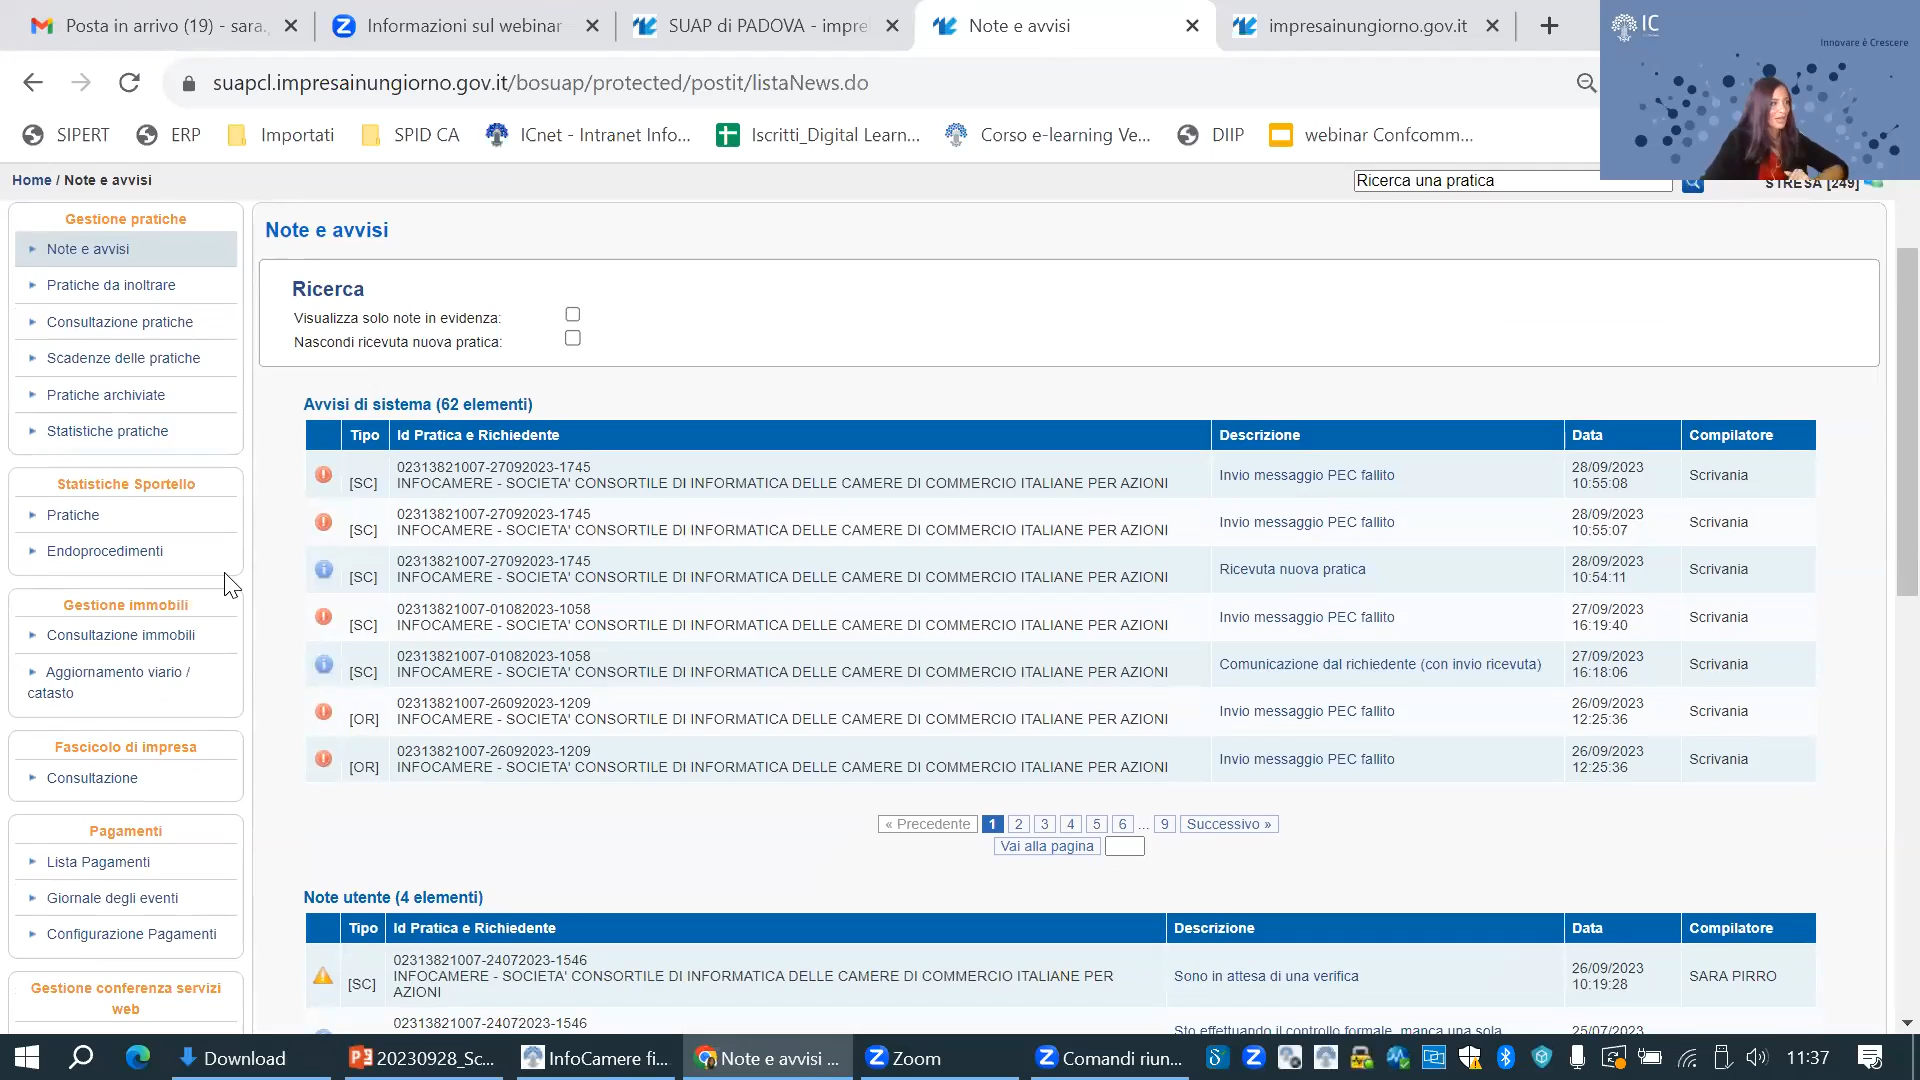 Posta in arrivo (19) - sara.
Informazioni sul webinar
SUAP di PADOVA - impre
Note e avvisi
impresainungiorno.gov.it
IC
Innovare è Crescere
suapcl.impresainungiorno.gov.it/bosuap/protected/postit/listaNews.do
SIPERT
ERP
Importati
SPID CA
ICnet - Intranet Info...
Iscritti_Digital Learn...
Corso e-learning Ve...
DIIP
webinar Confcomm...
Home / Note e avvisi
Ricerca una pratica
STRESA [249]
Gestione pratiche
Note e avvisi
Pratiche da inoltrare
Consultazione pratiche
Scadenze delle pratiche
Pratiche archiviate
Statistiche pratiche
Statistiche Sportello
Pratiche
Endoprocedimenti
Gestione immobili
Consultazione immobili
Aggiornamento viario /
catasto
Fascicolo di impresa
Consultazione
Pagamenti
Lista Pagamenti
Giornale degli eventi
Configurazione Pagamenti
Gestione conferenza servizi
web
Note e avvisi
Ricerca
Visualizza solo note in evidenza:
Nascondi ricevuta nuova pratica:
Avvisi di sistema (62 elementi)
Tipo Id Pratica e Richiedente Descrizione Data Compilatore
02313821007-27092023-1745 28/09/2023
[SC] INFOCAMERE - SOCIETA' CONSORTILE DI INFORMATICA DELLE CAMERE DI COMMERCIO ITALIANE PER AZIONI Invio messaggio PEC fallito 10:55:08 Scrivania
02313821007-27092023-1745 28/09/2023
[SC] INFOCAMERE - SOCIETA' CONSORTILE DI INFORMATICA DELLE CAMERE DI COMMERCIO ITALIANE PER AZIONI Invio messaggio PEC fallito 10:55:07 Scrivania
02313821007-27092023-1745 28/09/2023
[SC] INFOCAMERE - SOCIETA' CONSORTILE DI INFORMATICA DELLE CAMERE DI COMMERCIO ITALIANE PER AZIONI Ricevuta nuova pratica 10:54:11 Scrivania
02313821007-01082023-1058 27/09/2023
[SC] INFOCAMERE - SOCIETA' CONSORTILE DI INFORMATICA DELLE CAMERE DI COMMERCIO ITALIANE PER AZIONI Invio messaggio PEC fallito 16:19:40 Scrivania
02313821007-01082023-1058 27/09/2023
[SC] INFOCAMERE - SOCIETA' CONSORTILE DI INFORMATICA DELLE CAMERE DI COMMERCIO ITALIANE PER AZIONI Comunicazione dal richiedente (con invio ricevuta) 16:18:06 Scrivania
02313821007-26092023-1209 26/09/2023
[OR] INFOCAMERE - SOCIETA' CONSORTILE DI INFORMATICA DELLE CAMERE DI COMMERCIO ITALIANE PER AZIONI Invio messaggio PEC fallito 12:25:36 Scrivania
02313821007-26092023-1209 26/09/2023
[OR] INFOCAMERE - SOCIETA' CONSORTILE DI INFORMATICA DELLE CAMERE DI COMMERCIO ITALIANE PER AZIONI Invio messaggio PEC fallito 12:25:36 Scrivania
« Precedente 1 2 3 4 5 6 ... 9 Successivo »
Vai alla pagina
Note utente (4 elementi)
Tipo Id Pratica e Richiedente Descrizione Data Compilatore
02313821007-24072023-1546 26/09/2023
[SC] INFOCAMERE - SOCIETA' CONSORTILE DI INFORMATICA DELLE CAMERE DI COMMERCIO ITALIANE PER Sono in attesa di una verifica 10:19:28 SARA PIRRO
AZIONI
02313821007-24072023-1546
Sto effettuando il controllo formale, manca una sola 25/07/2023
Download
20230928_Sc...
InfoCamere fi...
Note e avvisi ...
Zoom
Comandi riun...
11:37